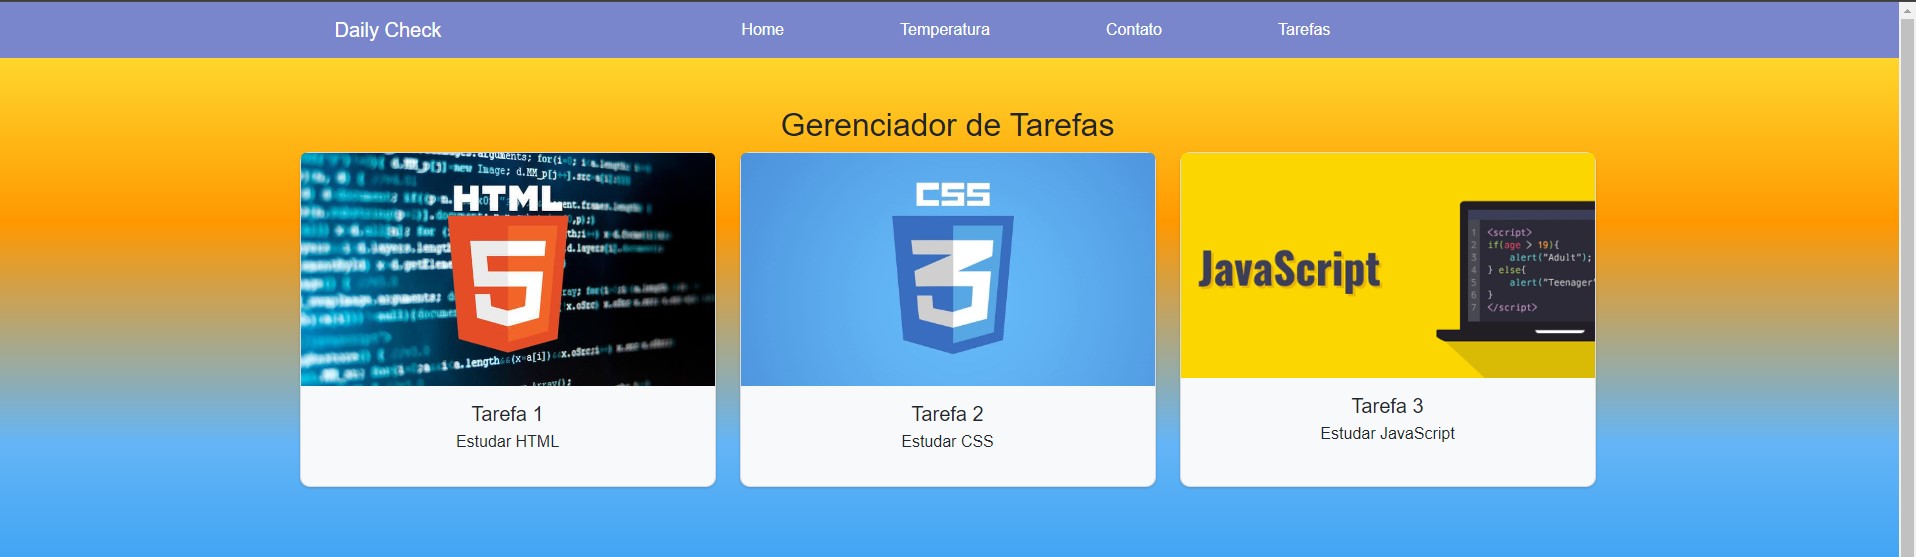 Daily Check Home Temperatura Contato Tarefas
Gerenciador de Tarefas
HTML
5
CSS
3
JavaScript
1 <script>
2 if(age > 19){
3 alert("Adult");
4 } else{
5 alert("Teenager"
6 }
7 </script>
Tarefa 1
Estudar HTML
Tarefa 2
Estudar CSS
Tarefa 3
Estudar JavaScript